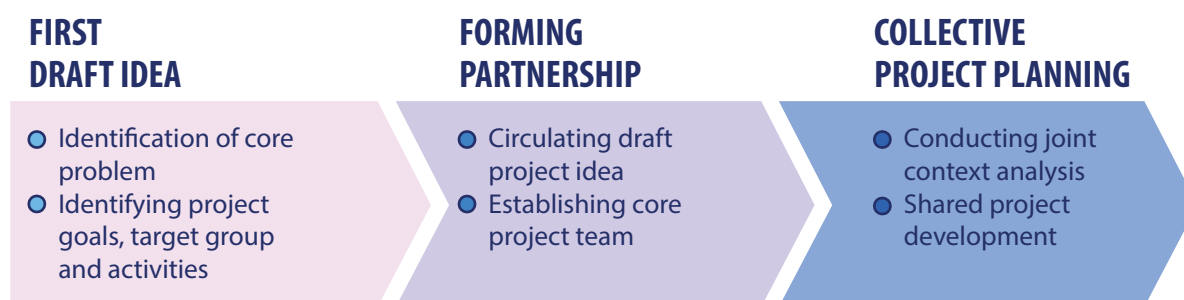 FIRST
DRAFT IDEA
Identification of core
problem
Identifying project
goals, target group
and activities
FORMING
PARTNERSHIP
Circulating draft
project idea
Establishing core
project team
COLLECTIVE
PROJECT PLANNING
Conducting joint
context analysis
Shared project
development